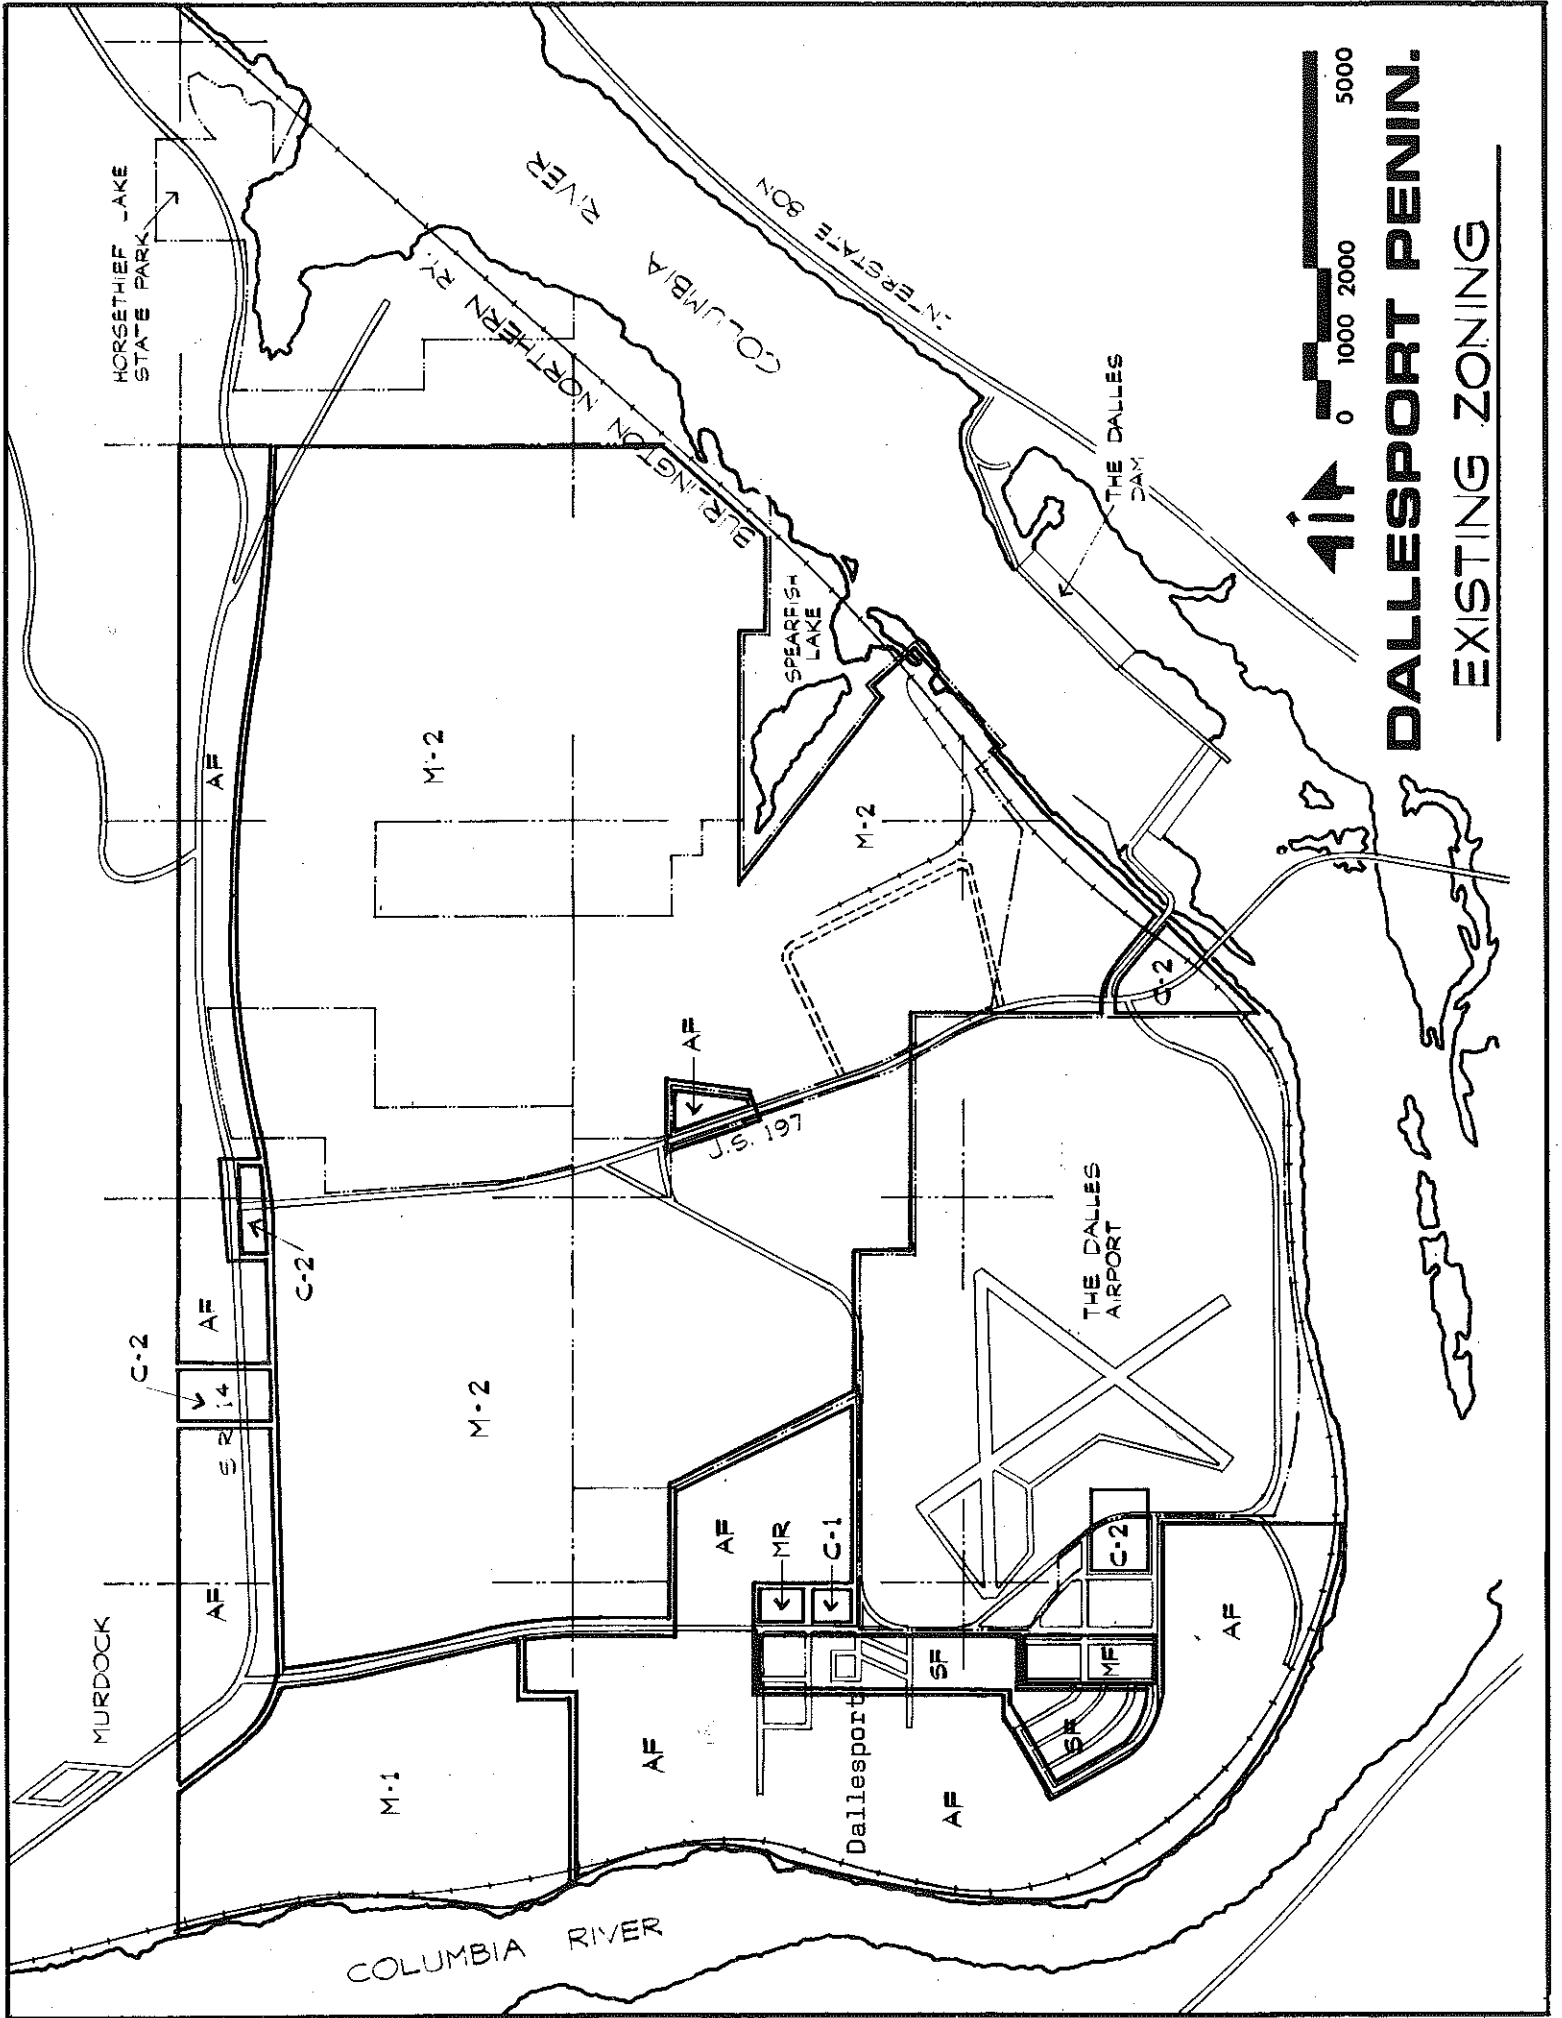 HORSETHIEF LAKE
STATE PARK
MURDOCK
COLUMBIA RIVER
S R 14
AF
C-2
AF
C-2
AF
M-1
M-2
M-2
BURLINGTON NORTHERN RY.
COLUMBIA
RIVER
INTERSTATE 80N
SPEARFISH
LAKE
M-2
AF
U.S. 197
AF
MR
C-1
AF
Dallesport
SF
AF
SF
MF
C-2
AF
THE DALLES
AIRPORT
C-2
THE DALLES
DAM
0 1000 2000 5000
DALLESPORT PENIN.
EXISTING ZONING